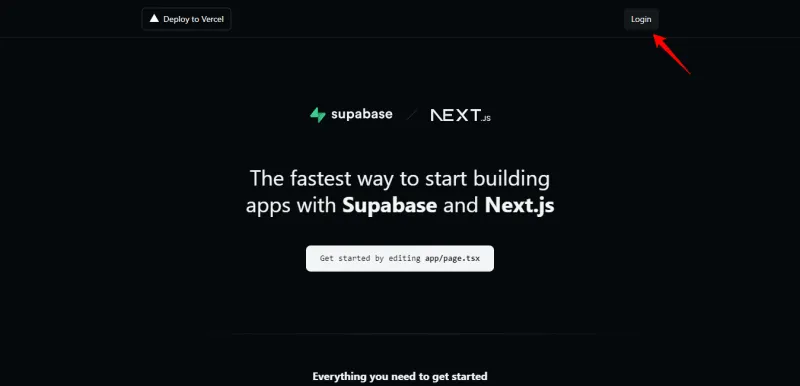 Deploy to Vercel
Login
supabase / NEXT.JS
The fastest way to start building
apps with Supabase and Next.js
Get started by editing app/page.tsx
Everything you need to get started